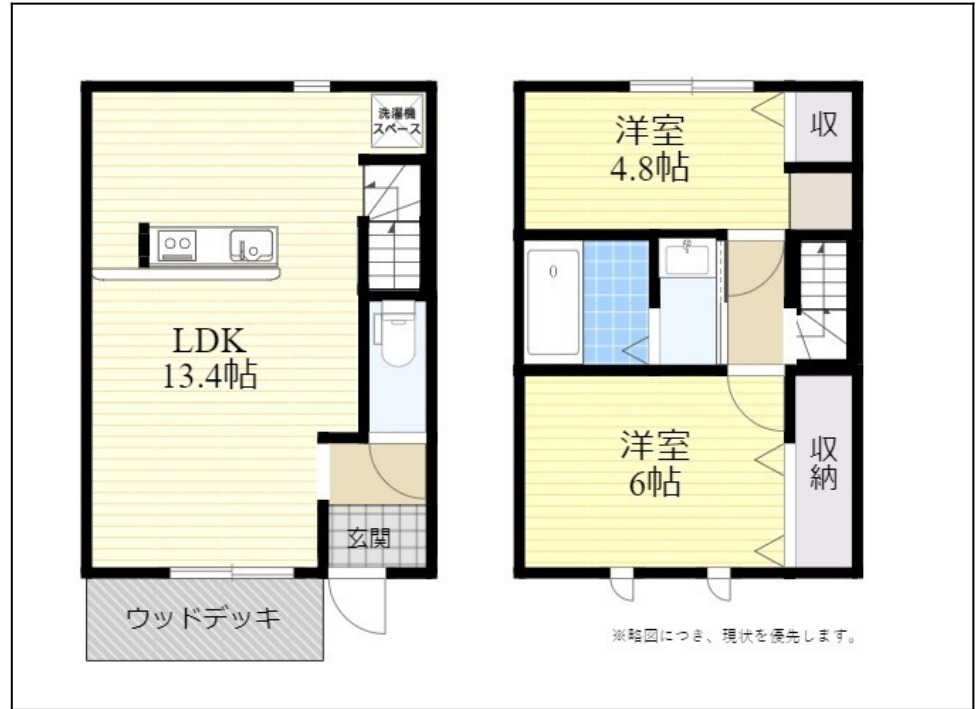 洗濯機
スペース
LDK
13.4帖
玄関
ウッドデッキ
洋室
4.8帖
収
洋室
6帖
収
納
※略図につき、現状を優先します。